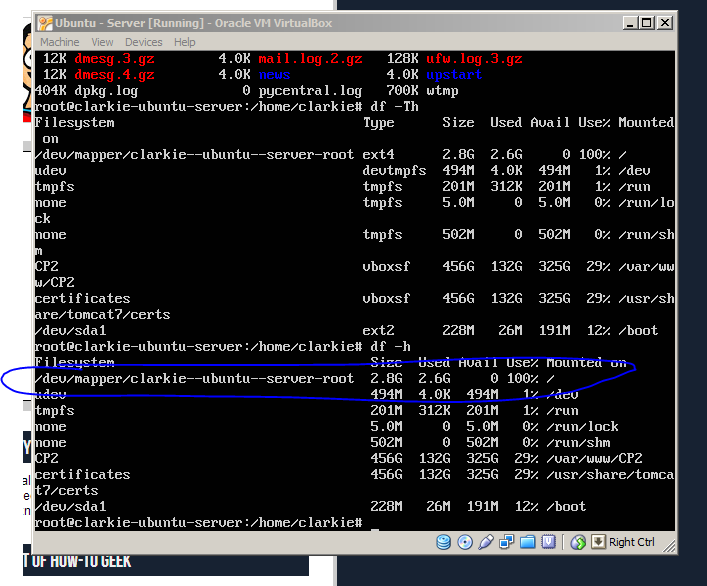 Ubuntu - Server [Running] - Oracle VM VirtualBox
Machine View Devices Help
12K dmesg.3.gz 4.0K mail.log.2.gz 128K ufw.log.3.gz
12K dmesg.4.gz 4.0K news 4.0K upstart
404K dpkg.log 0 pycentral.log 700K wtmp
root@clarkie-ubuntu-server:/home/clarkie# df -Th
Filesystem Type Size Used Avail Use% Mounted
on
/dev/mapper/clarkie--ubuntu--server-root ext4 2.8G 2.6G 0 100% /
udev devtmpfs 494M 4.0K 494M 1% /dev
tmpfs tmpfs 201M 312K 201M 1% /run
none tmpfs 5.0M 0 5.0M 0% /run/lo
ck
none tmpfs 502M 0 502M 0% /run/sh
m
CP2 vboxsf 456G 132G 325G 29% /var/ww
w/CP2
certificates vboxsf 456G 132G 325G 29% /usr/sh
are/tomcat7/certs
/dev/sda1 ext2 228M 26M 191M 12% /boot
root@clarkie-ubuntu-server:/home/clarkie# df -h
Filesystem Size Used Avail Use% Mounted on
/dev/mapper/clarkie--ubuntu--server-root 2.8G 2.6G 0 100% /
udev 494M 4.0K 494M 1% /dev
tmpfs 201M 312K 201M 1% /run
none 5.0M 0 5.0M 0% /run/lock
none 502M 0 502M 0% /run/shm
CP2 456G 132G 325G 29% /var/www/CP2
certificates 456G 132G 325G 29% /usr/share/tomca
t7/certs
/dev/sda1 228M 26M 191M 12% /boot
root@clarkie-ubuntu-server:/home/clarkie# _
Right Ctrl
T OF HOW-TO GEEK